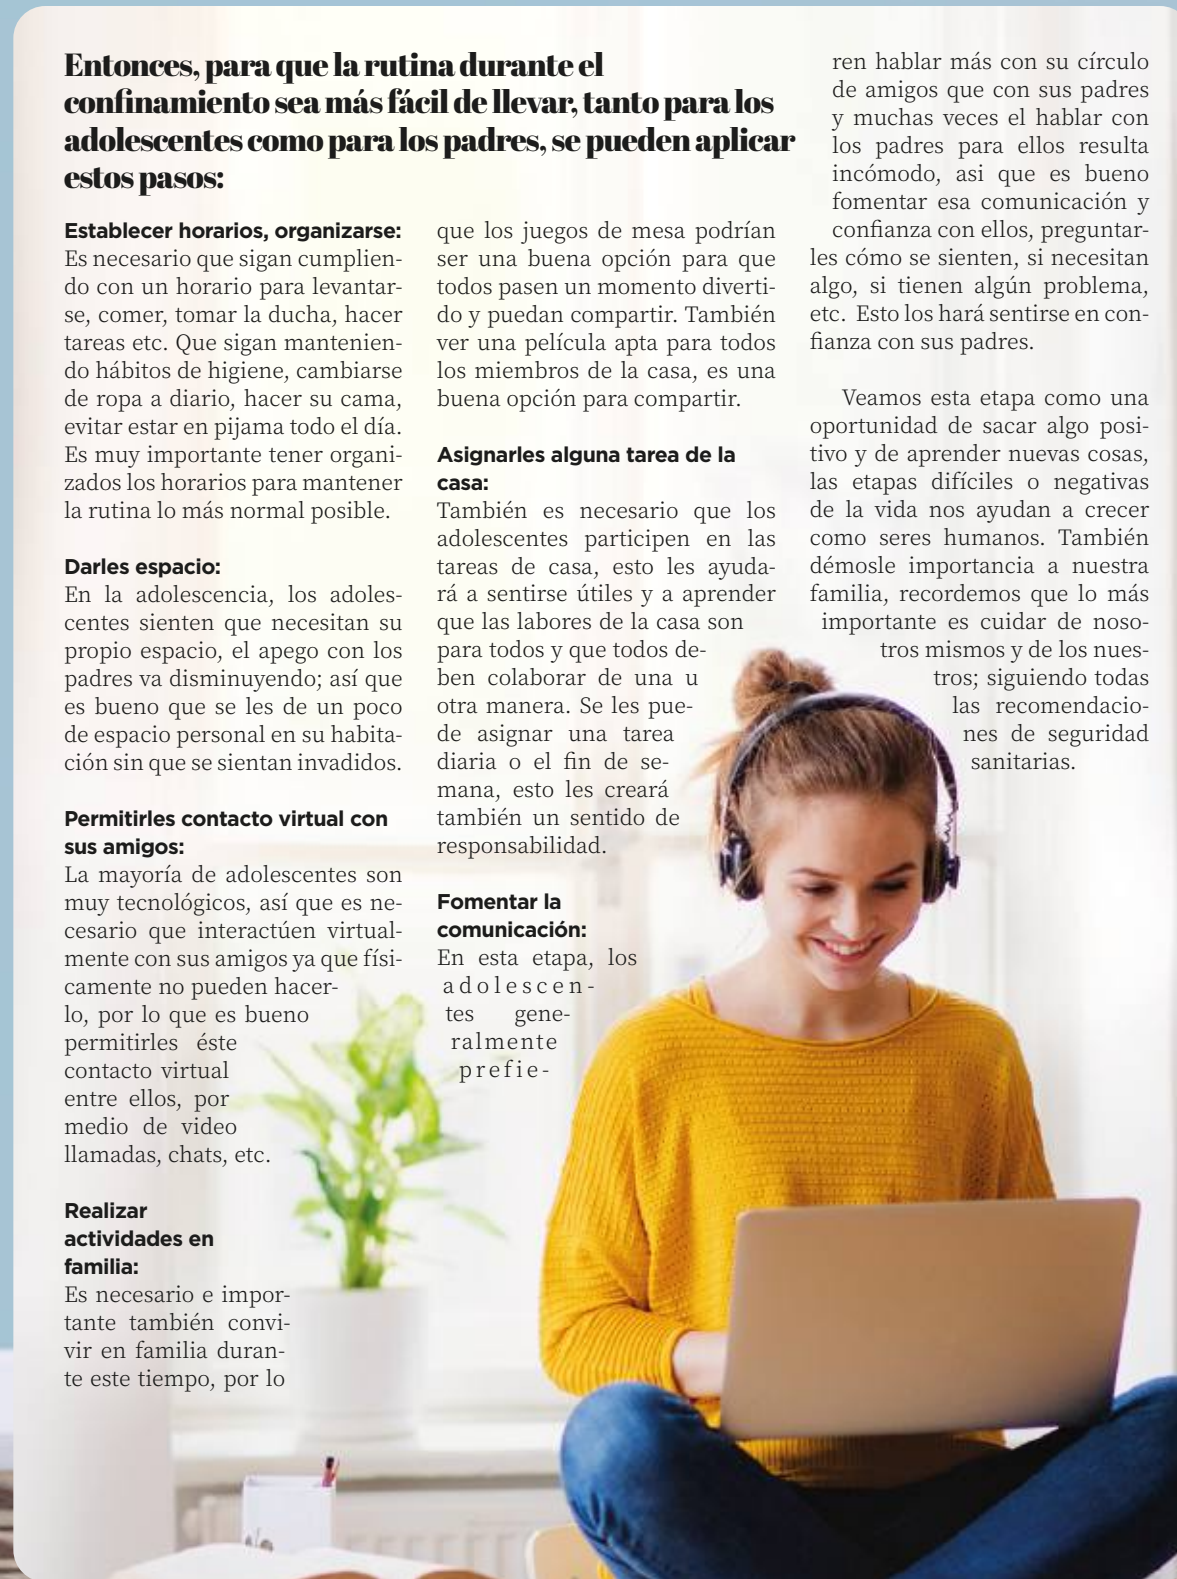 Entonces, para que la rutina durante el
confinamiento sea más fácil de llevar, tanto para los
adolescentes como para los padres, se pueden aplicar
estos pasos:
Establecer horarios, organizarse:
Es necesario que sigan cumplien-
do con un horario para levantar-
se, comer, tomar la ducha, hacer
tareas etc. Que sigan mantenien-
do hábitos de higiene, cambiarse
de ropa a diario, hacer su cama,
evitar estar en pijama todo el día.
Es muy importante tener organi-
zados los horarios para mantener
la rutina lo más normal posible.
Darles espacio:
En la adolescencia, los adoles-
centes sienten que necesitan su
propio espacio, el apego con los
padres va disminuyendo; así que
es bueno que se les de un poco
de espacio personal en su habita-
ción sin que se sientan invadidos.
Permitirles contacto virtual con
sus amigos:
La mayoría de adolescentes son
muy tecnológicos, así que es ne-
cesario que interactúen virtual-
mente con sus amigos ya que físi-
camente no pueden hacer-
lo, por lo que es bueno
permitirles éste
contacto virtual
entre ellos, por
medio de video
llamadas, chats, etc.
Realizar
actividades en
familia:
Es necesario e impor-
tante también convi-
vir en familia duran-
te este tiempo, por lo
que los juegos de mesa podrían
ser una buena opción para que
todos pasen un momento diverti-
do y puedan compartir. También
ver una película apta para todos
los miembros de la casa, es una
buena opción para compartir.
Asignarles alguna tarea de la
casa:
También es necesario que los
adolescentes participen en las
tareas de casa, esto les ayuda-
rá a sentirse útiles y a aprender
que las labores de la casa son
para todos y que todos de-
ben colaborar de una u
otra manera. Se les pue-
de asignar una tarea
diaria o el fin de se-
mana, esto les creará
también un sentido de
responsabilidad.
Fomentar la
comunicación:
En esta etapa, los
adolescen-
tes gene-
ralmente
prefie-
ren hablar más con su círculo
de amigos que con sus padres
y muchas veces el hablar con
los padres para ellos resulta
incómodo, asi que es bueno
fomentar esa comunicación y
confianza con ellos, preguntar-
les cómo se sienten, si necesitan
algo, si tienen algún problema,
etc. Esto los hará sentirse en con-
fianza con sus padres.
Veamos esta etapa como una
oportunidad de sacar algo posi-
tivo y de aprender nuevas cosas,
las etapas difíciles o negativas
de la vida nos ayudan a crecer
como seres humanos. También
démosle importancia a nuestra
familia, recordemos que lo más
importante es cuidar de noso-
tros mismos y de los nues-
tros; siguiendo todas
las recomendacio-
nes de seguridad
sanitarias.